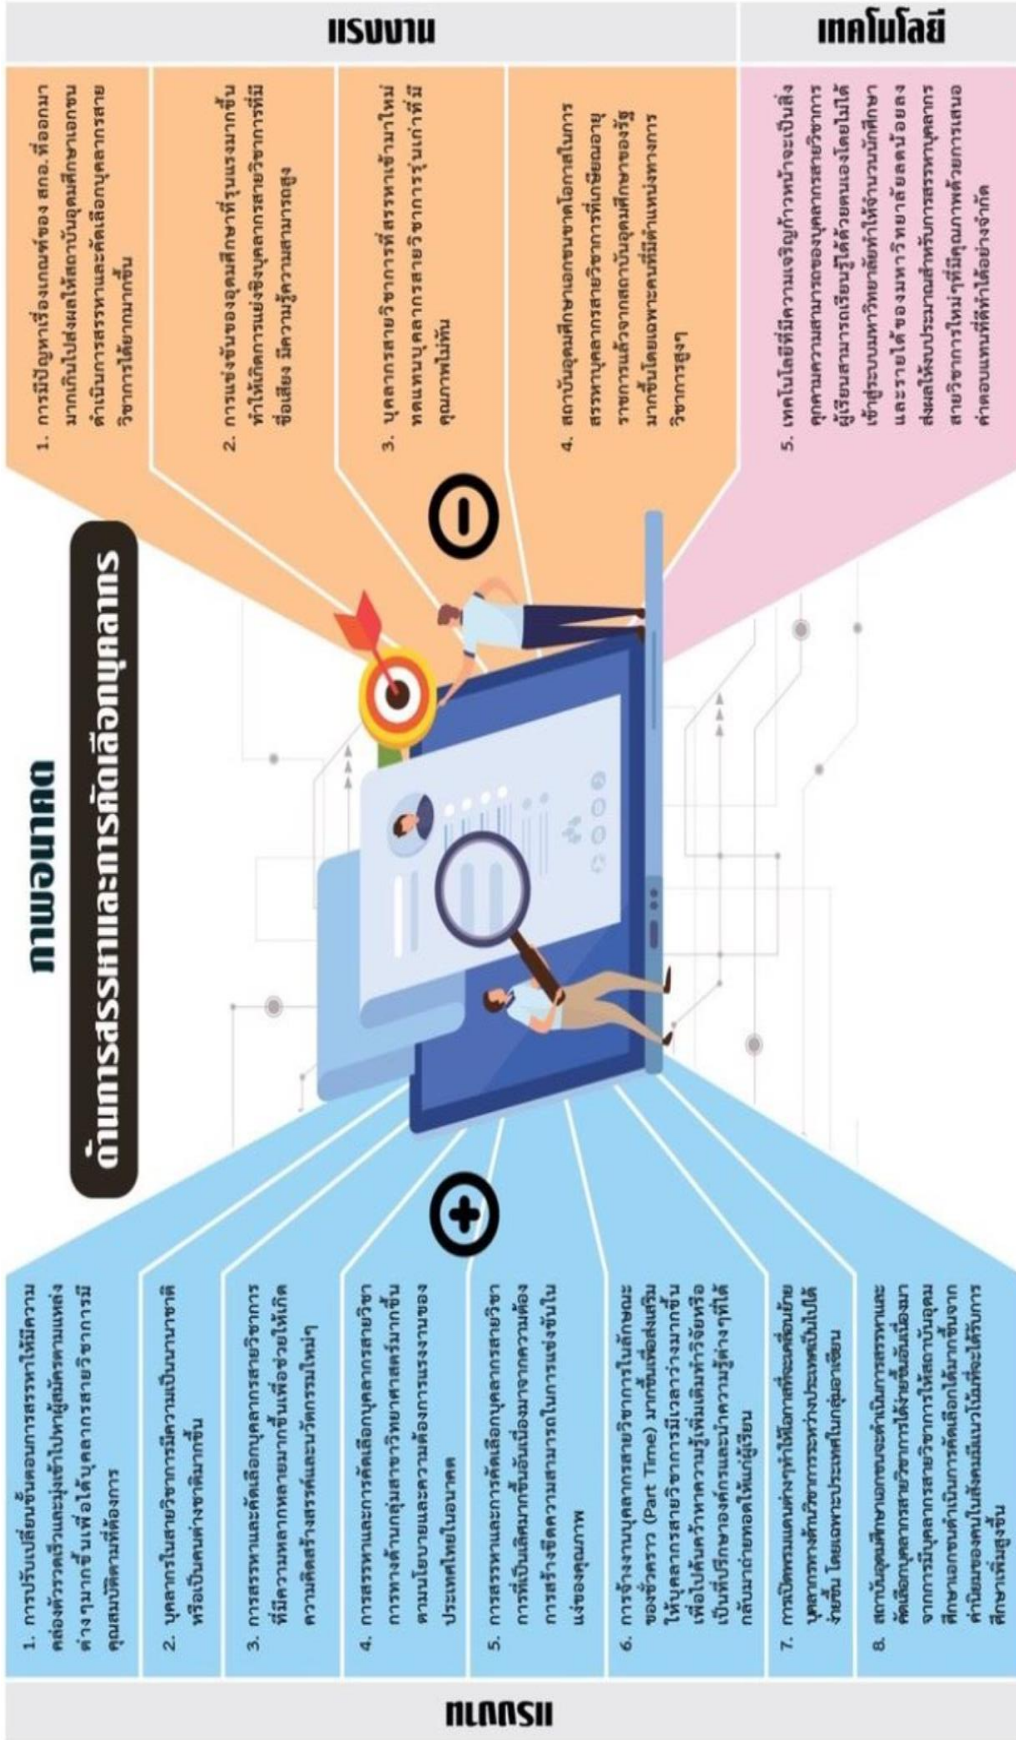 ภาพอนาคต
ด้านการสรรหาและการคัดเลือกบุคลากร
แรงงาน
1. การปรับเปลี่ยนขั้นตอนการสรรหาให้มีความ
คล่องตัวรวดเร็วและมุ่งเข้าไปหาผู้สมัครตามแหล่ง
ต่างๆมากขึ้นเพื่อได้บุคลากรสายวิชาการมี
คุณสมบัติตามที่ต้องการ
2. บุคลากรในสายวิชาการมีความเป็นนานาชาติ
หรือเป็นคนต่างชาติมากขึ้น
3. การสรรหาและคัดเลือกบุคลากรสายวิชาการ
ที่มีความหลากหลายมากขึ้นเพื่อช่วยให้เกิด
ความคิดสร้างสรรค์และนวัตกรรมใหม่ๆ
4. การสรรหาและการคัดเลือกบุคลากรสายวิชา
การทางด้านกลุ่มสาขาวิทยาศาสตร์มากขึ้น
ตามนโยบายและความต้องการแรงงานของ
ประเทศไทยในอนาคต
5. การสรรหาและการคัดเลือกบุคลากรสายวิชา
การที่เป็นอัตถมากขึ้นอันเนื่องมาจากความต้อง
การสร้างขีดความสามารถในการแข่งขันใน
แง่ของคุณภาพ
6. การจ้างงานบุคลากรสายวิชาการในลักษณะ
ของชั่วคราว (Part Time) มากขึ้นเพื่อส่งเสริม
ให้บุคลากรสายวิชาการมีเวลาว่างมากขึ้น
เพื่อไปค้นคว้าหาความรู้เพิ่มเติมทำวิจัยหรือ
เป็นที่ปรึกษาองค์กรและนำความรู้ต่างๆที่ได้
กลับมาถ่ายทอดให้แก่ผู้เรียน
7. การเปิดพรมแดนต่างๆทำให้โอกาสที่จะเคลื่อนย้าย
บุคลากรทางด้านวิชาการระหว่างประเทศเป็นไปได้
ง่ายขึ้น โดยเฉพาะประเทศในกลุ่มอาเซียน
8. สถาบันอุดมศึกษาเอกชนจะดำเนินการสรรหาและ
คัดเลือกบุคลากรสายวิชาการได้ง่ายขึ้นอันเนื่องมา
จากการมีบุคลากรสายวิชาการให้สถาบันอุดม
ศึกษาเอกชนดำเนินการคัดเลือกได้มากขึ้นจาก
ค่านิยมของคนในสังคมมีแนวโน้มที่จะได้รับการ
ศึกษาเพิ่มสูงขึ้น
แรงงาน
1. การมีปัญหาเรื่องเกณฑ์ของ สกอ. ที่ออกมา
มากเกินไปส่งผลให้สถาบันอุดมศึกษาเอกชน
ดำเนินการสรรหาและคัดเลือกบุคลากรสาย
วิชาการได้ยากมากขึ้น
2. การแข่งขันของอุดมศึกษาที่รุนแรงมากขึ้น
ทำให้เกิดการแย่งชิงบุคลากรสายวิชาการที่มี
ชื่อเสียง มีความรู้ความสามารถสูง
3. บุคลากรสายวิชาการที่สรรหาเข้ามาใหม่
ทดแทนบุคลากรสายวิชาการรุ่นเก่าที่มี
คุณภาพไม่ทัน
4. สถาบันอุดมศึกษาเอกชนขาดโอกาสในการ
สรรหาบุคลากรสายวิชาการที่เกษียณอายุ
ราชการแล้วจากสถาบันอุดมศึกษาของรัฐ
มากขึ้นโดยเฉพาะคนที่มีตำแหน่งทางการ
วิชาการสูงๆ
เทคโนโลยี
5. เทคโนโลยีที่มีความเจริญก้าวหน้าจะเป็นสิ่ง
คุกคามความสามารถของบุคลากรสายวิชาการ
ผู้เรียนสามารถเรียนรู้ได้ด้วยตนเองโดยไม่ได้
เข้าสู่ระบบมหาวิทยาลัยทำให้จำนวนนักศึกษา
และรายได้ของมหาวิทยาลัยลดน้อยลง
ส่งผลให้งบประมาณสำหรับการสรรหาบุคลากร
สายวิชาการใหม่ๆที่มีคุณภาพด้วยการเสนอ
ค่าตอบแทนที่ดีทำได้อย่างจำกัด